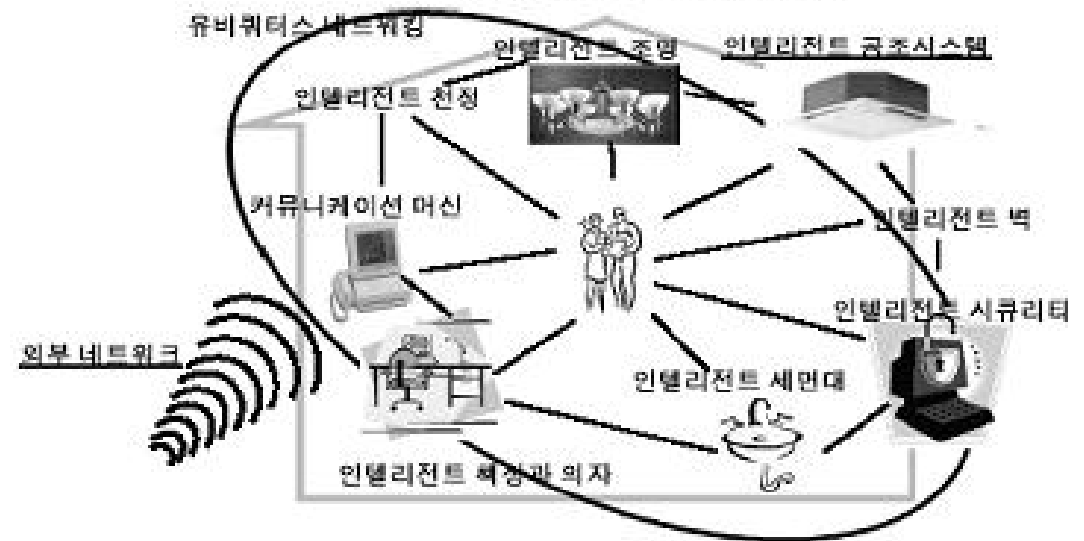 유비쿼터스 네트워킹
인텔리전트 조명
인텔리전트 공조시스템
인텔리전트 천정
커뮤니케이션 머신
인텔리전트 벽
인텔리전트 시큐리티
외부 네트워크
인텔리전트 세면대
인텔리전트 책상과 의자